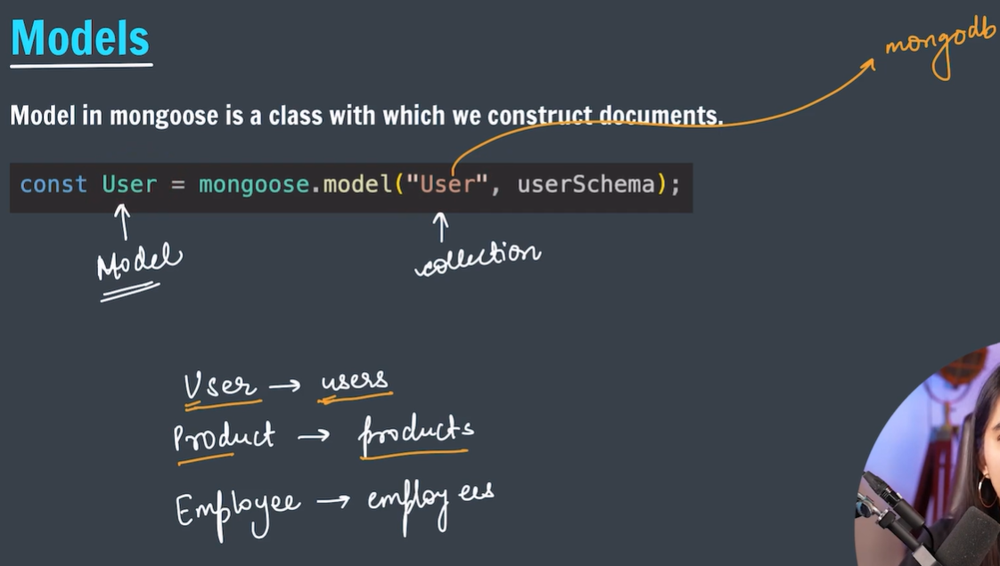 Models
mongodb
Model in mongoose is a class with which we construct documents.
const User = mongoose.model("User", userSchema);
Model
collection
User → users
Product → products
Employee → employees